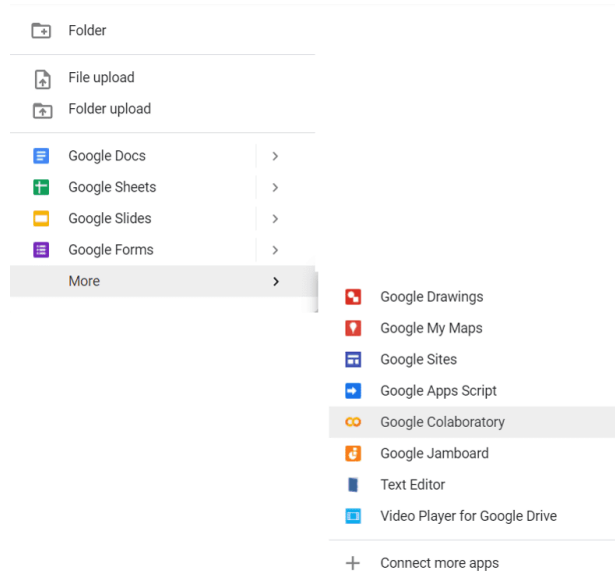 Folder
File upload
Folder upload
Google Docs
Google Sheets
Google Slides
Google Forms
More
Google Drawings
Google My Maps
Google Sites
Google Apps Script
Google Colaboratory
Google Jamboard
Text Editor
Video Player for Google Drive
Connect more apps